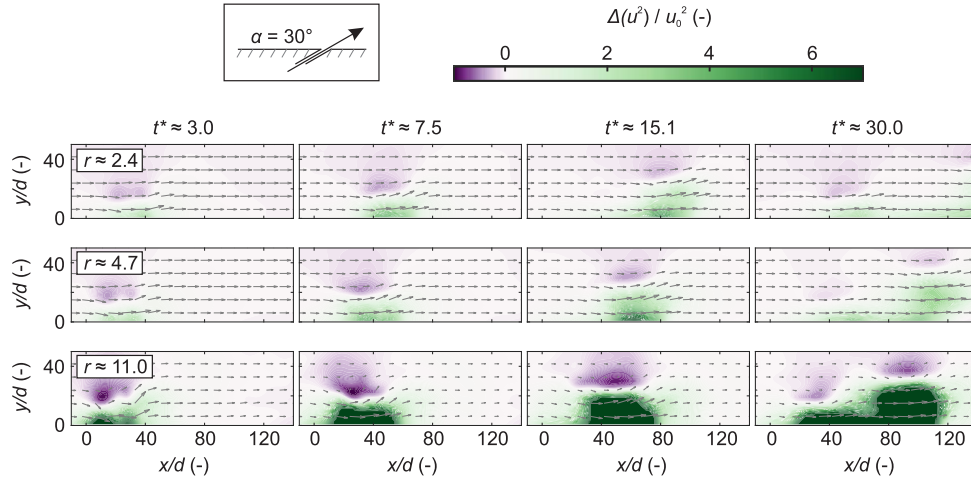 α = 30°
Δ(u²) / u₀² (-)
0 2 4 6
t* ≈ 3.0 t* ≈ 7.5 t* ≈ 15.1 t* ≈ 30.0
y/d (-) 40 0 r ≈ 2.4
y/d (-) 40 0 r ≈ 4.7
y/d (-) 40 0 r ≈ 11.0
0 40 80 120 0 40 80 120 0 40 80 120 0 40 80 120
x/d (-) x/d (-) x/d (-) x/d (-)